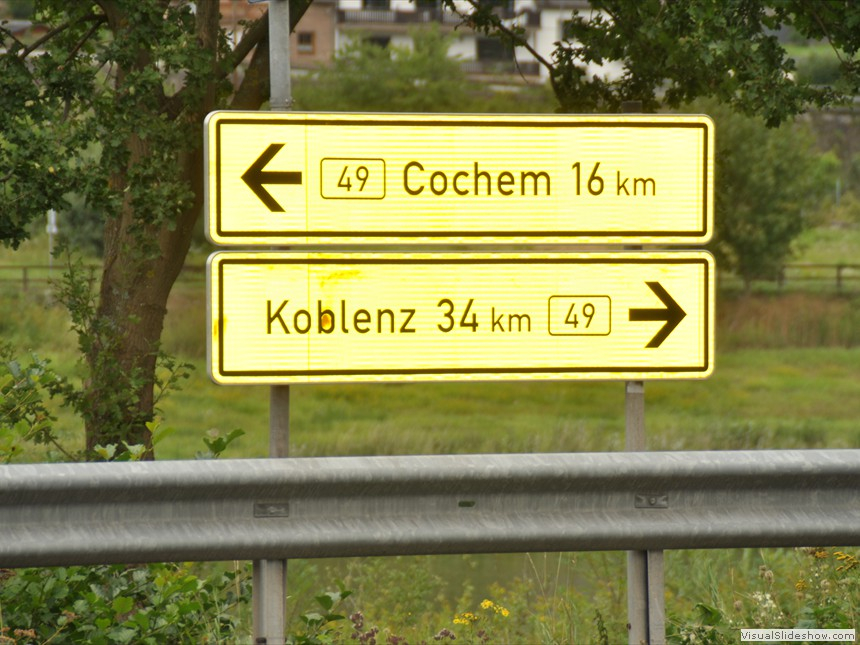 49 Cochem 16 km
Koblenz 34 km 49
VisualSlideshow.com